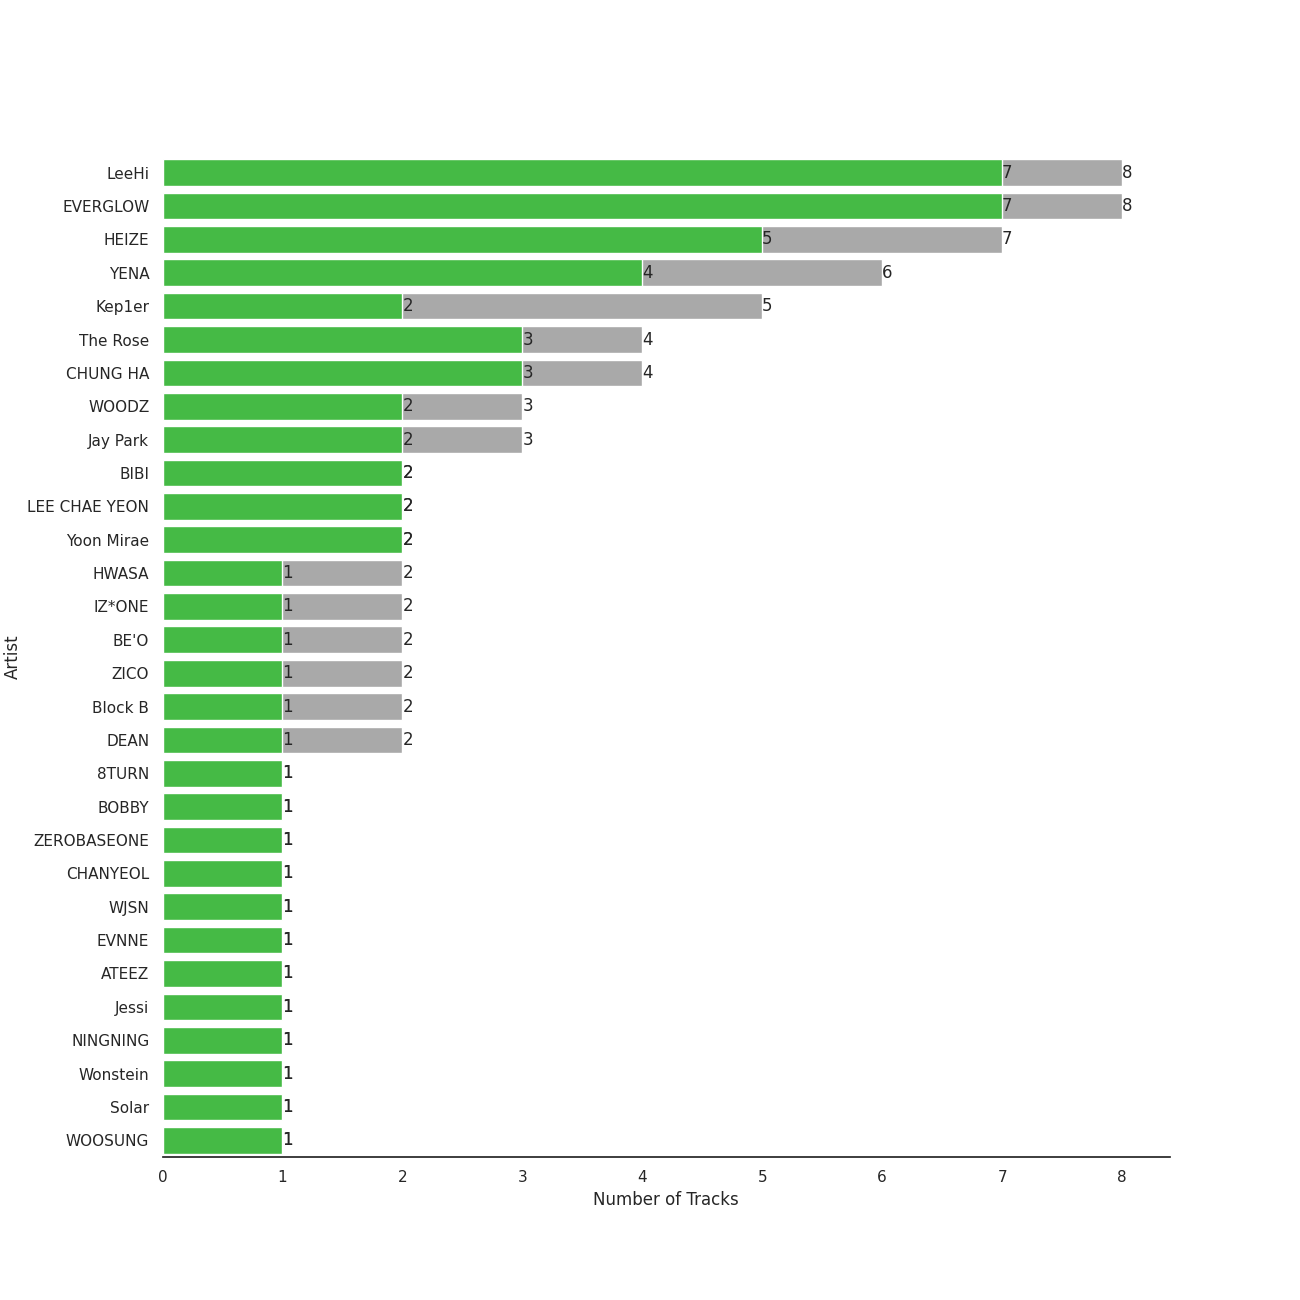 LeeHi 7 8
EVERGLOW 7 8
HEIZE 5 7
YENA 4 6
Kep1er 2 5
The Rose 3 4
CHUNG HA 3 4
WOODZ 2 3
Jay Park 2 3
BIBI 2
LEE CHAE YEON 2
Yoon Mirae 2
HWASA 1 2
IZ*ONE 1 2
BE'O 1 2
ZICO 1 2
Block B 1 2
DEAN 1 2
8TURN 1
BOBBY 1
ZEROBASEONE 1
CHANYEOL 1
WJSN 1
EVNNE 1
ATEEZ 1
Jessi 1
NINGNING 1
Wonstein 1
Solar 1
WOOSUNG 1
0 1 2 3 4 5 6 7 8
Number of Tracks
Artist